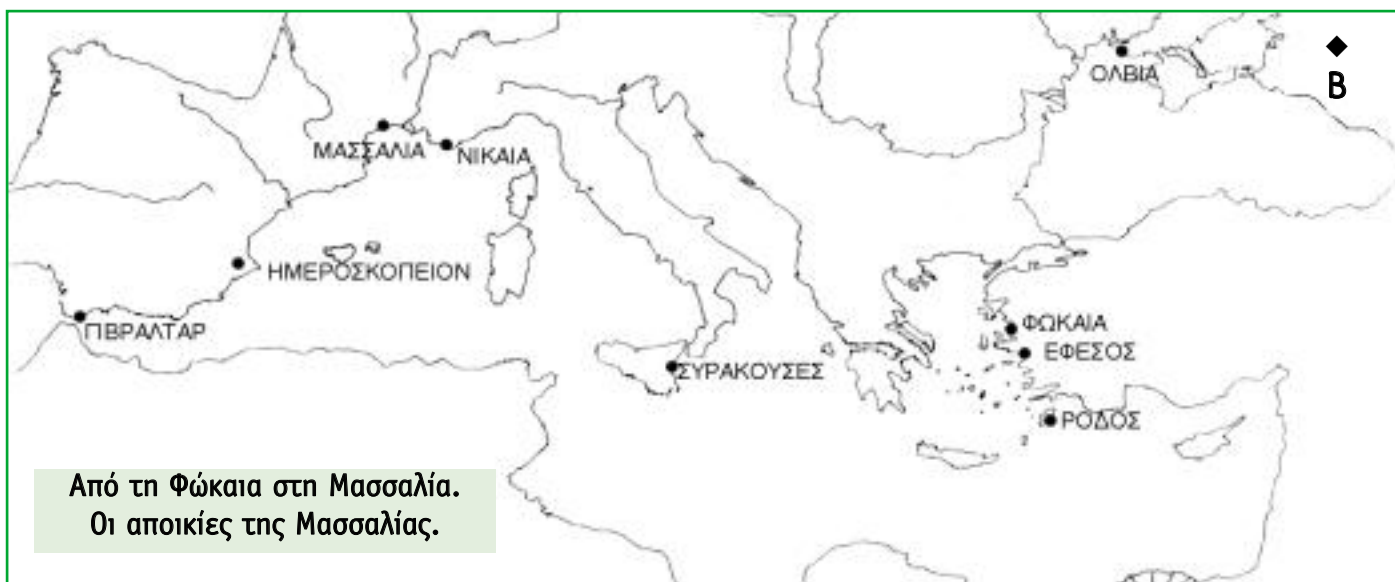 ΟΛΒΙΑ
Β
ΜΑΣΣΑΛΙΑ
ΝΙΚΑΙΑ
ΗΜΕΡΟΣΚΟΠΕΙΟΝ
ΓΙΒΡΑΛΤΑΡ
ΦΩΚΑΙΑ
ΕΦΕΣΟΣ
ΣΥΡΑΚΟΥΣΕΣ
ΡΟΔΟΣ
Από τη Φώκαια στη Μασσαλία.
Οι αποικίες της Μασσαλίας.